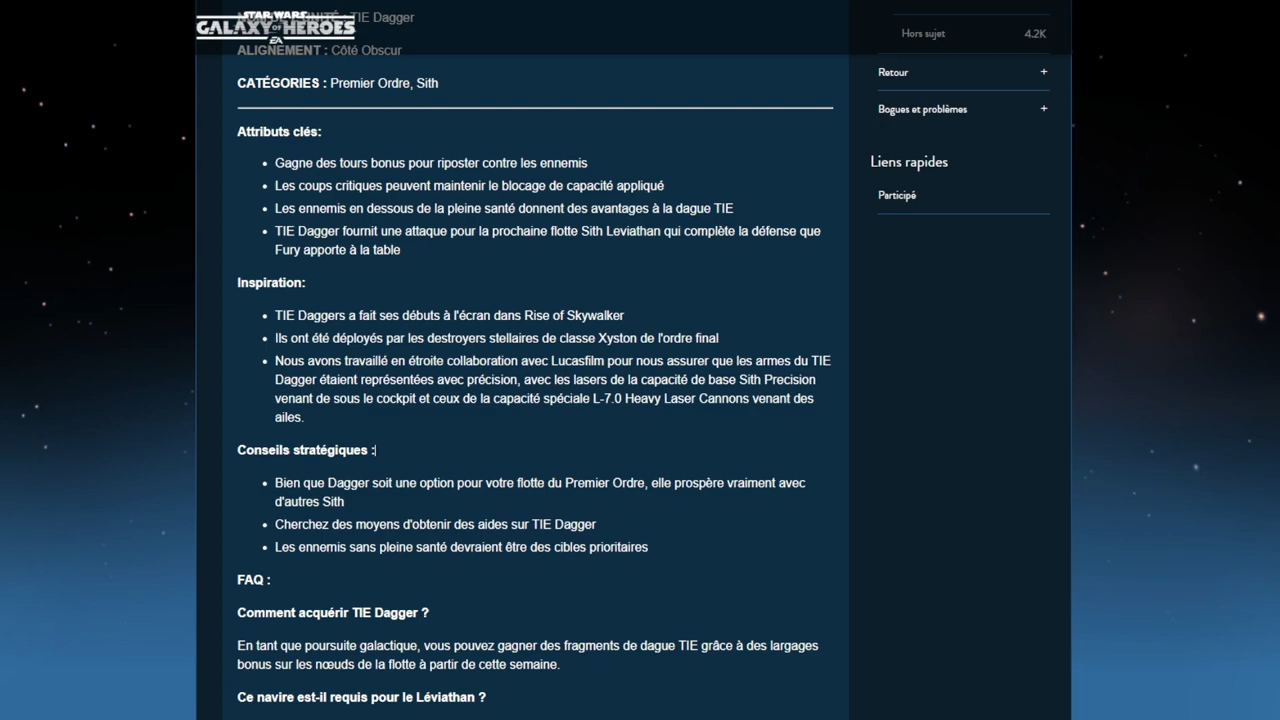 STAR WARS
GALAXY OF HEROES
EA
: TIE Dagger
ALIGNEMENT : Côté Obscur
CATÉGORIES : Premier Ordre, Sith
Attributs clés:
• Gagne des tours bonus pour riposter contre les ennemis
• Les coups critiques peuvent maintenir le blocage de capacité appliqué
• Les ennemis en dessous de la pleine santé donnent des avantages à la dague TIE
• TIE Dagger fournit une attaque pour la prochaine flotte Sith Leviathan qui complète la défense que
Fury apporte à la table
Inspiration:
• TIE Daggers a fait ses débuts à l'écran dans Rise of Skywalker
• Ils ont été déployés par les destroyers stellaires de classe Xyston de l'ordre final
• Nous avons travaillé en étroite collaboration avec Lucasfilm pour nous assurer que les armes du TIE
Dagger étaient représentées avec précision, avec les lasers de la capacité de base Sith Precision
venant de sous le cockpit et ceux de la capacité spéciale L-7.0 Heavy Laser Cannons venant des
ailes.
Conseils stratégiques :
• Bien que Dagger soit une option pour votre flotte du Premier Ordre, elle prospère vraiment avec
d'autres Sith
• Cherchez des moyens d'obtenir des aides sur TIE Dagger
• Les ennemis sans pleine santé devraient être des cibles prioritaires
FAQ :
Comment acquérir TIE Dagger ?
En tant que poursuite galactique, vous pouvez gagner des fragments de dague TIE grâce à des largages
bonus sur les nœuds de la flotte à partir de cette semaine.
Ce navire est-il requis pour le Léviathan ?
Hors sujet 4.2K
Retour +
Bogues et problèmes +
Liens rapides
Participé